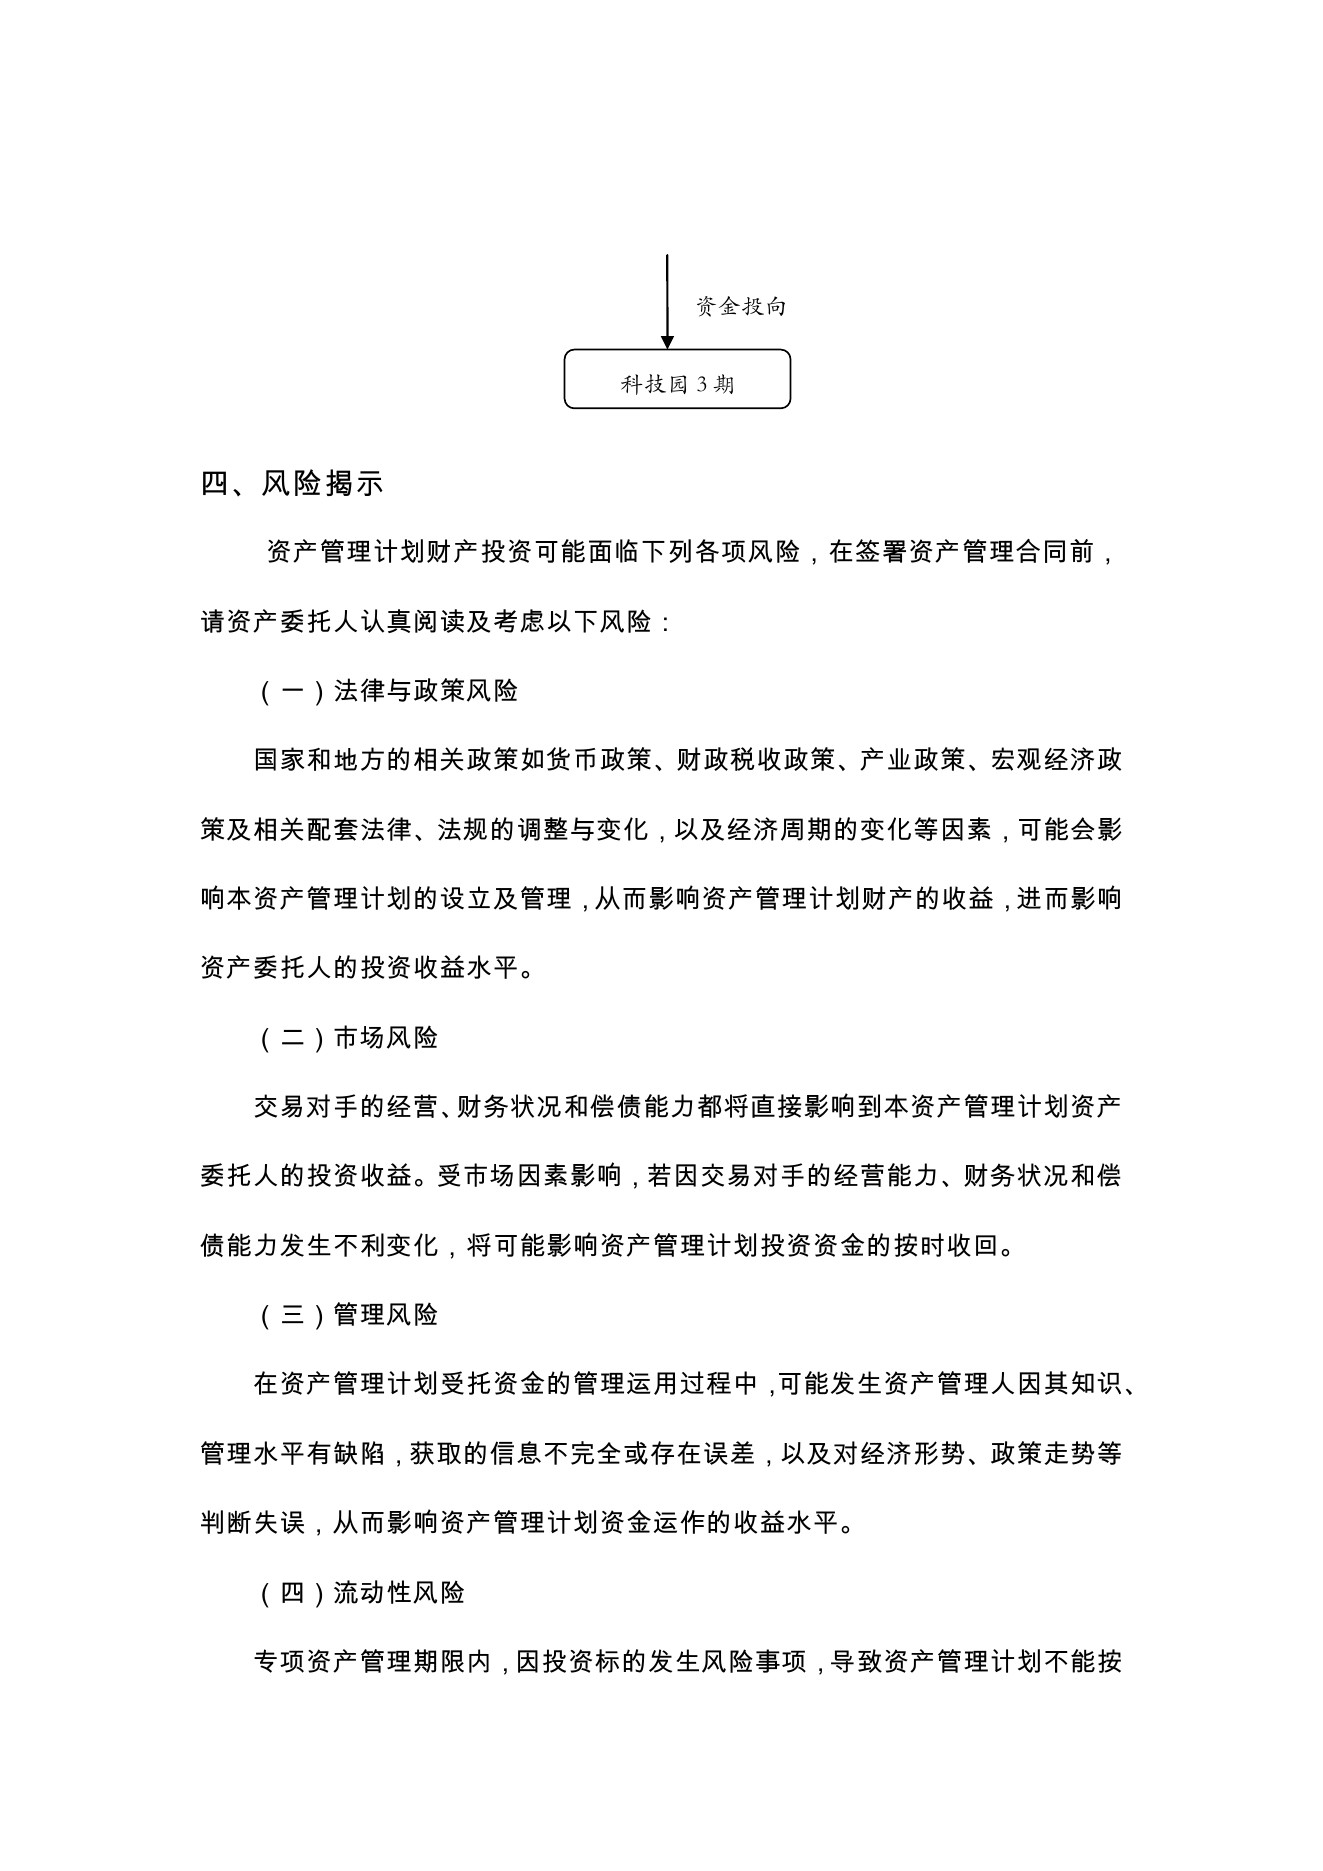 资金投向
科技园3期
四、风险揭示
资产管理计划财产投资可能面临下列各项风险，在签署资产管理合同前，
请资产委托人认真阅读及考虑以下风险：
（一）法律与政策风险
国家和地方的相关政策如货币政策、财政税收政策、产业政策、宏观经济政
策及相关配套法律、法规的调整与变化，以及经济周期的变化等因素，可能会影
响本资产管理计划的设立及管理，从而影响资产管理计划财产的收益，进而影响
资产委托人的投资收益水平。
（二）市场风险
交易对手的经营、财务状况和偿债能力都将直接影响到本资产管理计划资产
委托人的投资收益。受市场因素影响，若因交易对手的经营能力、财务状况和偿
债能力发生不利变化，将可能影响资产管理计划投资资金的按时收回。
（三）管理风险
在资产管理计划受托资金的管理运用过程中，可能发生资产管理人因其知识、
管理水平有缺陷，获取的信息不完全或存在误差，以及对经济形势、政策走势等
判断失误，从而影响资产管理计划资金运作的收益水平。
（四）流动性风险
专项资产管理期限内，因投资标的发生风险事项，导致资产管理计划不能按